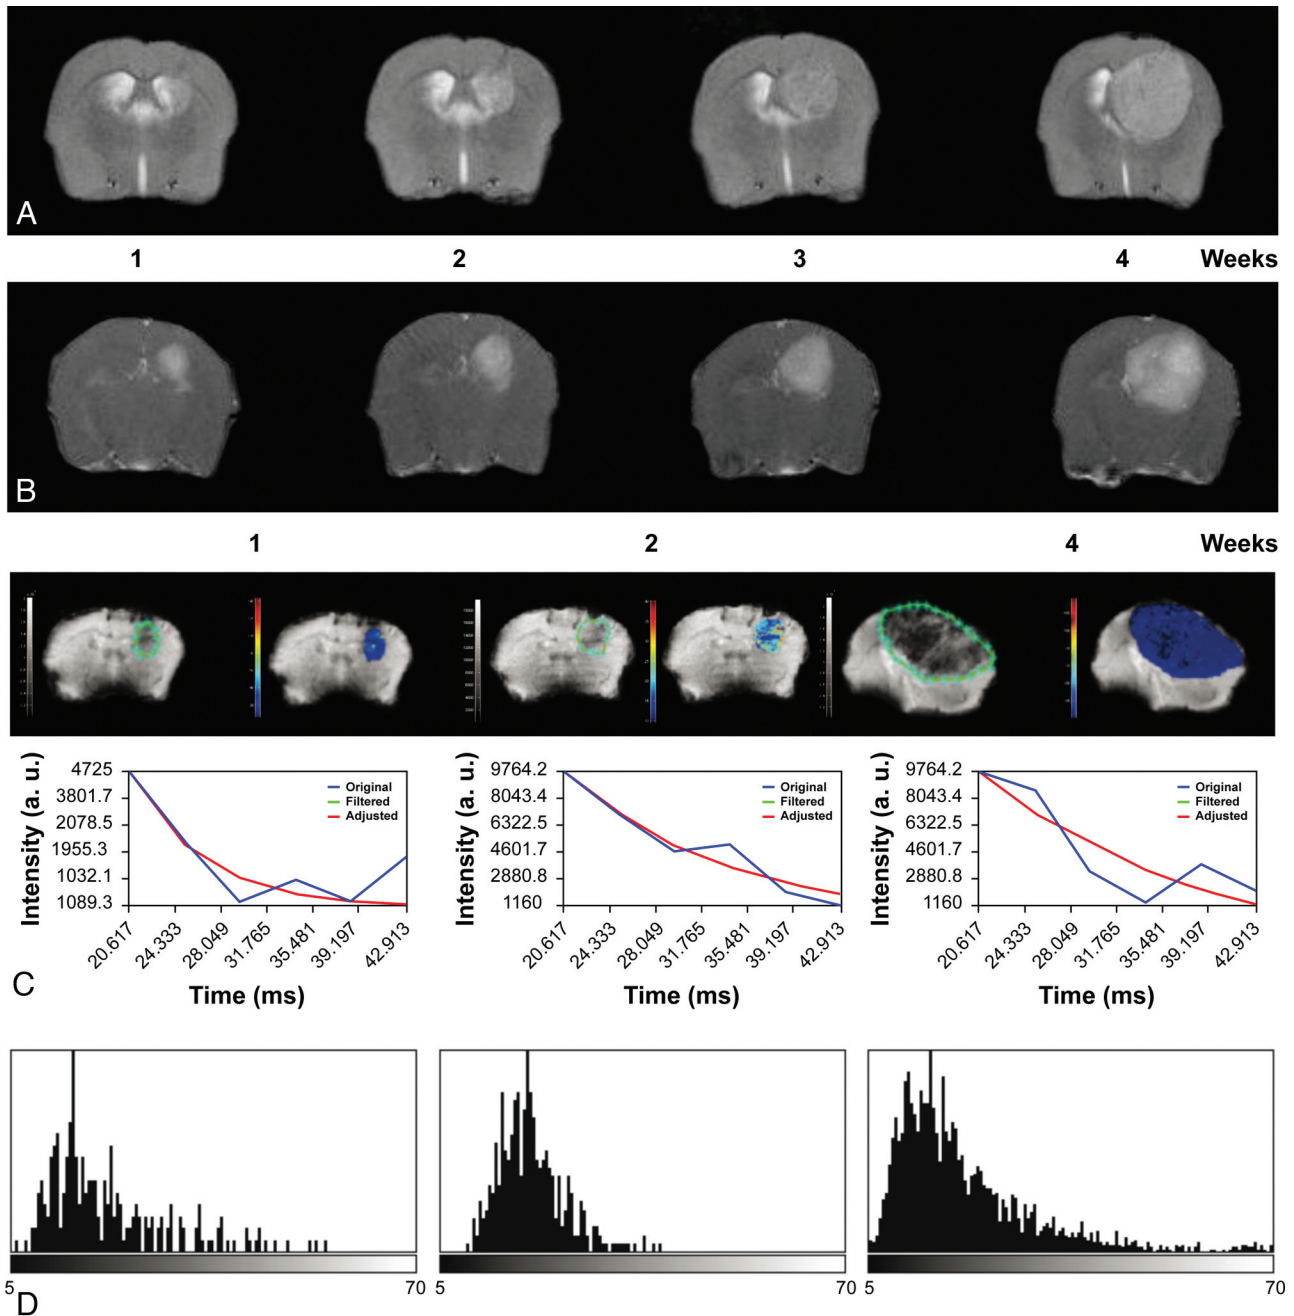 A
1 2 3 4 Weeks
B
1 2 4 Weeks
Intensity (a. u.)
4725
3801.7
2078.5
1955.3
1032.1
1089.3
Original
Filtered
Adjusted
20.617 24.333 28.049 31.765 35.481 39.197 42.913
Time (ms)
Intensity (a. u.)
9764.2
8043.4
6322.5
4601.7
2880.8
1160
Original
Filtered
Adjusted
20.617 24.333 28.049 31.765 35.481 39.197 42.913
Time (ms)
Intensity (a. u.)
9764.2
8043.4
6322.5
4601.7
2880.8
1160
Original
Filtered
Adjusted
20.617 24.333 28.049 31.765 35.481 39.197 42.913
Time (ms)
C
5 70 5 70 5 70
D